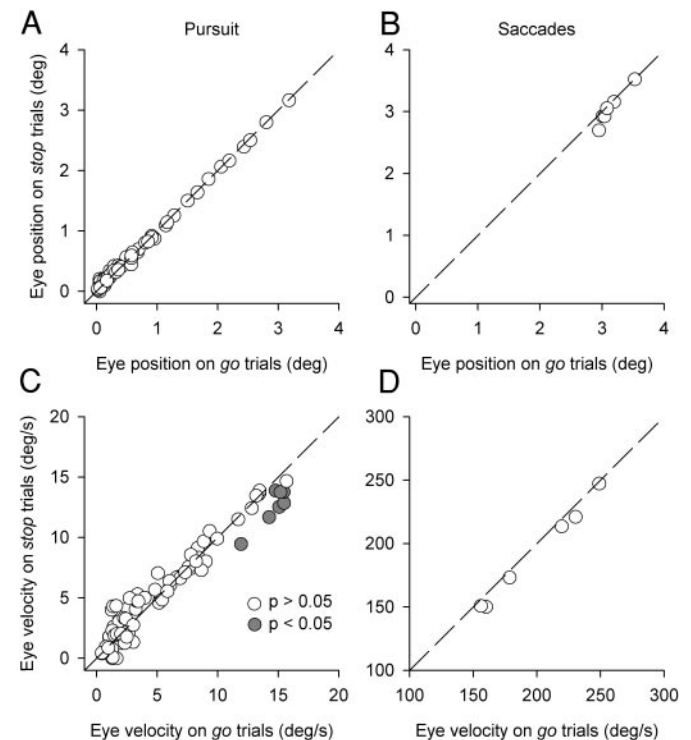 A
Pursuit
B
Saccades
Eye position on stop trials (deg)
4
3
2
1
0
0 1 2 3 4
Eye position on go trials (deg)
4
3
2
1
0
0 1 2 3 4
Eye position on go trials (deg)
C
Eye velocity on stop trials (deg/s)
20
15
10
5
0
p > 0.05
p < 0.05
0 5 10 15 20
Eye velocity on go trials (deg/s)
D
300
250
200
150
100
100 150 200 250 300
Eye velocity on go trials (deg/s)